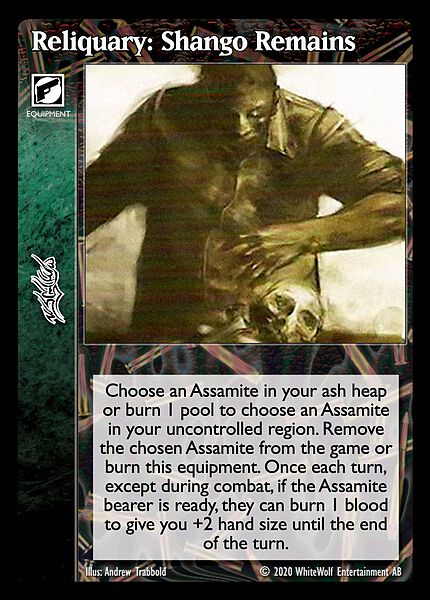 Reliquary: Shango Remains
EQUIPMENT
Choose an Assamite in your ash heap
or burn 1 pool to choose an Assamite
in your uncontrolled region. Remove
the chosen Assamite from the game or
burn this equipment. Once each turn,
except during combat, if the Assamite
bearer is ready, they can burn 1 blood
to give you +2 hand size until the end
of the turn.
Illus: Andrew Trabbold
© 2020 WhiteWolf Entertainment AB